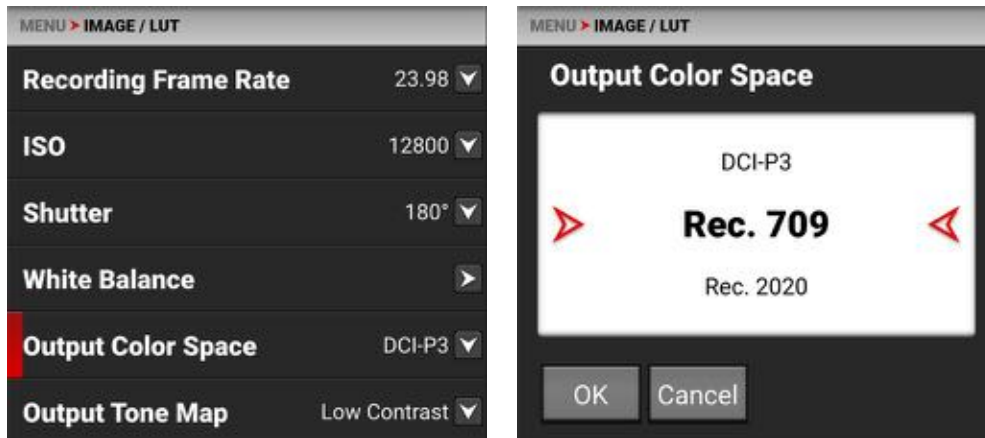 MENU > IMAGE / LUT
Recording Frame Rate 23.98
ISO 12800
Shutter 180°
White Balance
Output Color Space DCI-P3
Output Tone Map Low Contrast
MENU > IMAGE / LUT
Output Color Space
DCI-P3
Rec. 709
Rec. 2020
OK Cancel